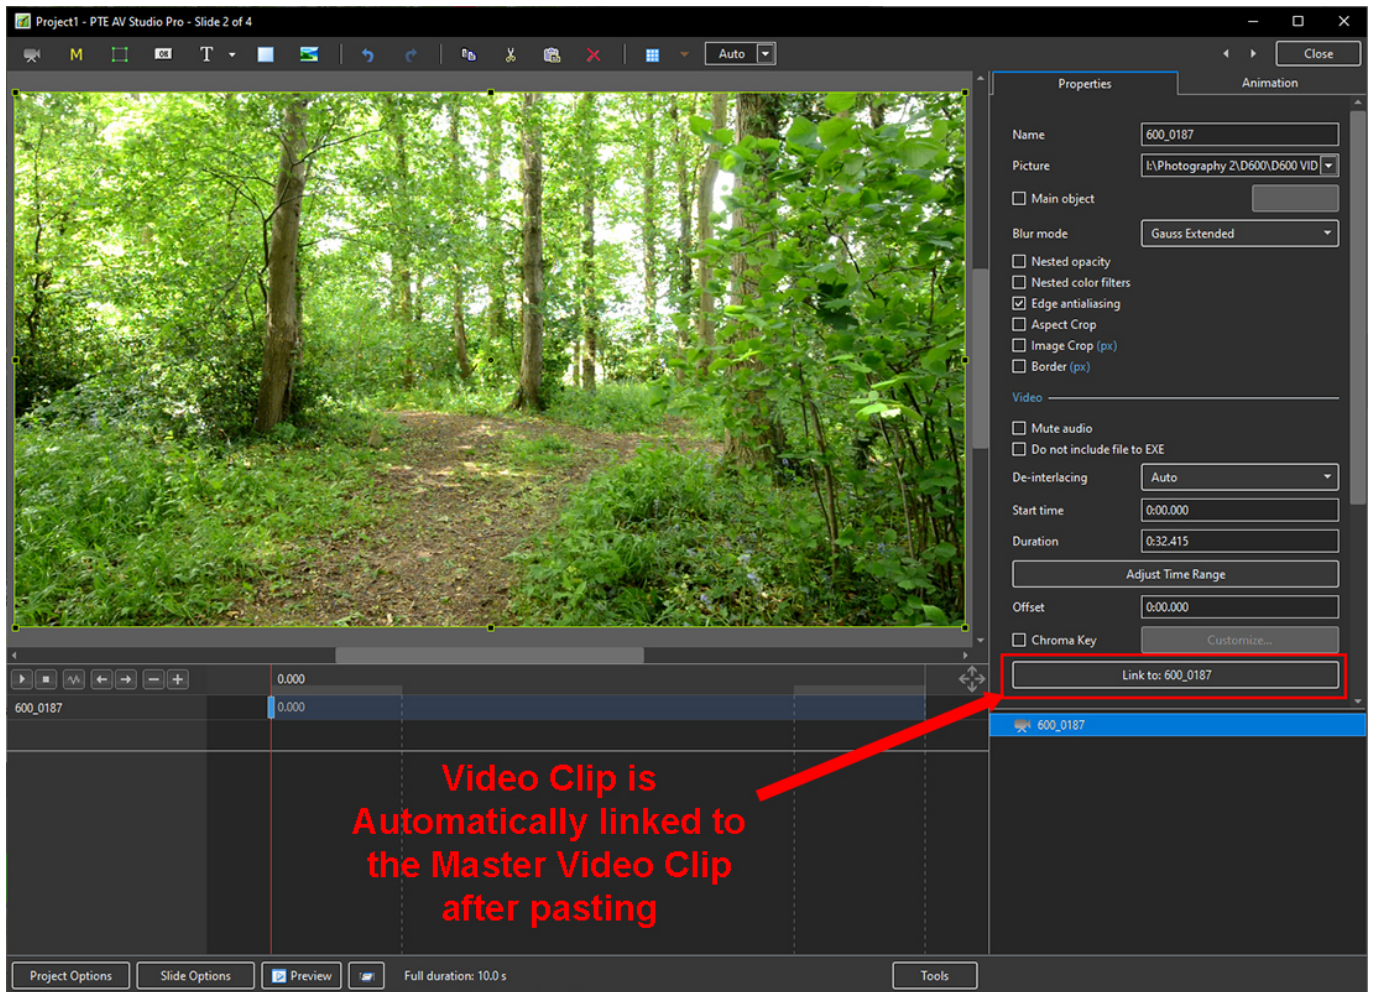 Project1 - PTE AV Studio Pro - Slide 2 of 4
M
OK
T
Auto
Close
Properties
Animation
Name
600_0187
Picture
I:\Photography 2\D600\D600 VID
Main object
Blur mode
Gauss Extended
Nested opacity
Nested color filters
Edge antialiasing
Aspect Crop
Image Crop (px)
Border (px)
Video
Mute audio
Do not include file to EXE
De-interlacing
Auto
Start time
0:00.000
Duration
0:32.415
Adjust Time Range
Offset
0:00.000
Chroma Key
Customize...
Link to: 600_0187
0.000
600_0187
0.000
600_0187
Video Clip is
Automatically linked to
the Master Video Clip
after pasting
Project Options
Slide Options
Preview
Full duration: 10.0 s
Tools